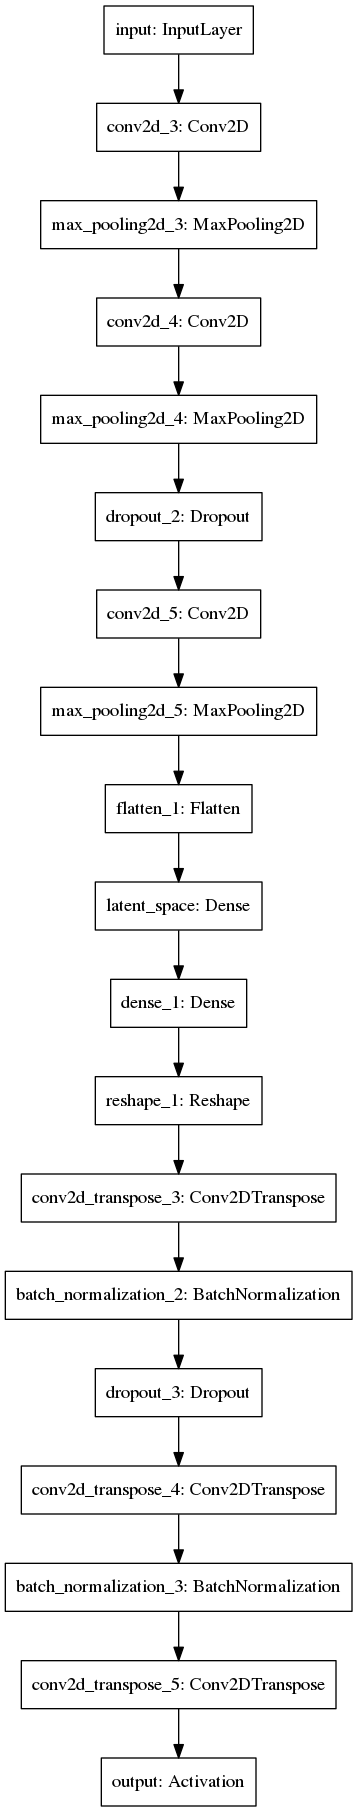 input: InputLayer
conv2d_3: Conv2D
max_pooling2d_3: MaxPooling2D
conv2d_4: Conv2D
max_pooling2d_4: MaxPooling2D
dropout_2: Dropout
conv2d_5: Conv2D
max_pooling2d_5: MaxPooling2D
flatten_1: Flatten
latent_space: Dense
dense_1: Dense
reshape_1: Reshape
conv2d_transpose_3: Conv2DTranspose
batch_normalization_2: BatchNormalization
dropout_3: Dropout
conv2d_transpose_4: Conv2DTranspose
batch_normalization_3: BatchNormalization
conv2d_transpose_5: Conv2DTranspose
output: Activation